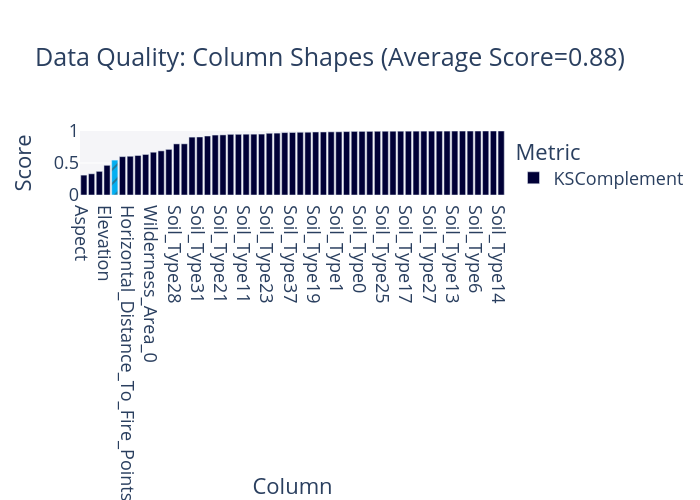 Data Quality: Column Shapes (Average Score=0.88)
Score
1
0.5
0
Metric
KSComplement
Aspect
Elevation
Horizontal_Distance_To_Fire_Points
Wilderness_Area_0
Soil_Type28
Soil_Type31
Soil_Type21
Soil_Type11
Soil_Type23
Soil_Type37
Soil_Type19
Soil_Type1
Soil_Type0
Soil_Type25
Soil_Type17
Soil_Type27
Soil_Type13
Soil_Type6
Soil_Type14
Column